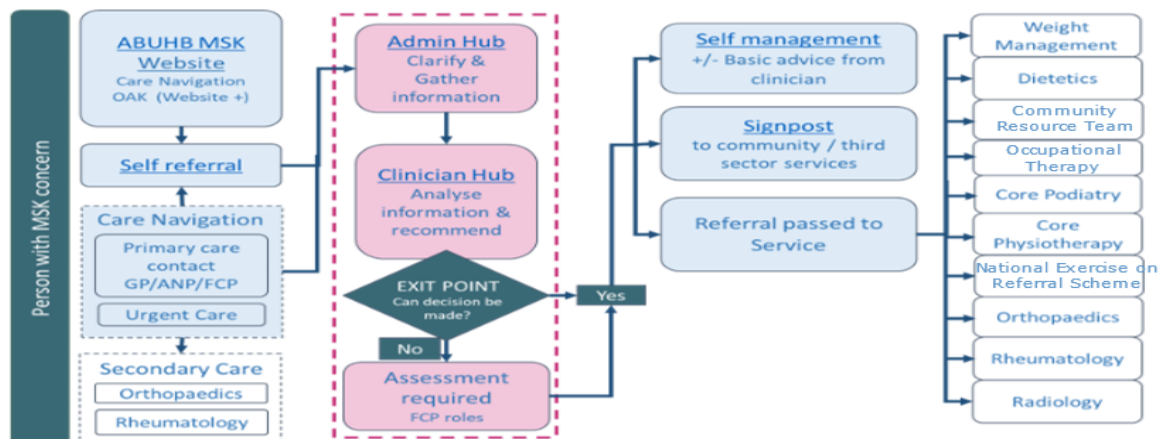 Person with MSK concern
ABUHB MSK
Website
Care Navigation
OAK (Website +)
Self referral
Care Navigation
Primary care
contact
GP/ANP/FCP
Urgent Care
Secondary Care
Orthopaedics
Rheumatology
Admin Hub
Clarify &
Gather
information
Clinician Hub
Analyse
information &
recommend
EXIT POINT
Can decision be
made?
Yes
No
Assessment
required
FCP roles
Self management
+/- Basic advice from
clinician
Signpost
to community / third
sector services
Referral passed to
Service
Weight
Management
Dietetics
Community
Resource Team
Occupational
Therapy
Core Podiatry
Core
Physiotherapy
National Exercise on
Referral Scheme
Orthopaedics
Rheumatology
Radiology